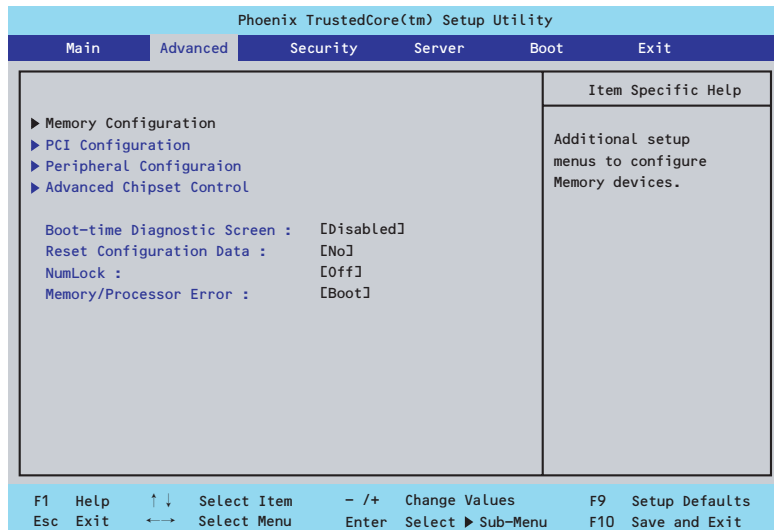 Phoenix TrustedCore(tm) Setup Utility
Main Advanced Security Server Boot Exit
Item Specific Help
▶ Memory Configuration
▶ PCI Configuration
▶ Peripheral Configuraion
▶ Advanced Chipset Control
Additional setup
menus to configure
Memory devices.
Boot-time Diagnostic Screen : [Disabled]
Reset Configuration Data : [No]
NumLock : [Off]
Memory/Processor Error : [Boot]
F1 Help ↑↓ Select Item - /+ Change Values F9 Setup Defaults
Esc Exit ←→ Select Menu Enter Select ▶ Sub-Menu F10 Save and Exit